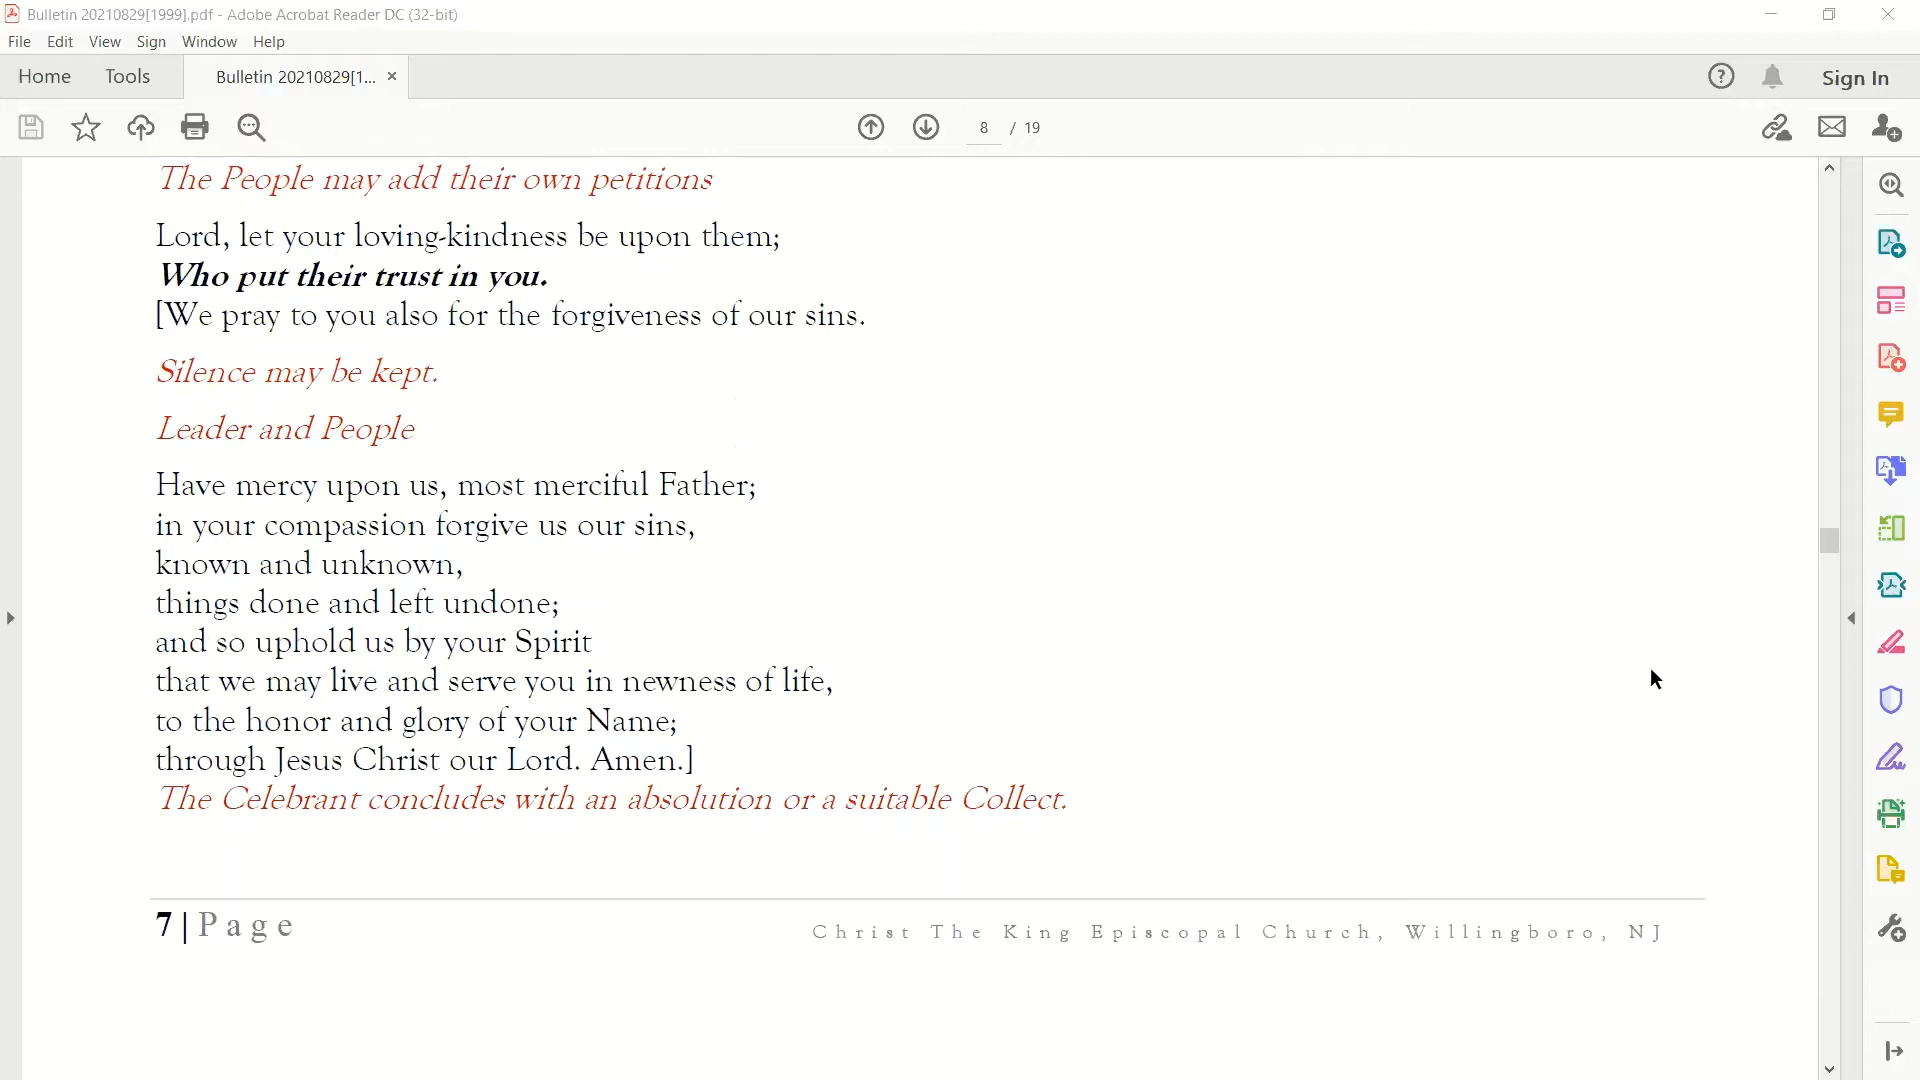 Bulletin 20210829[1999].pdf - Adobe Acrobat Reader DC (32-bit)
File Edit View Sign Window Help
Home Tools Bulletin 20210829[1... × Sign In
8 / 19
The People may add their own petitions
Lord, let your loving-kindness be upon them;
Who put their trust in you.
[We pray to you also for the forgiveness of our sins.
Silence may be kept.
Leader and People
Have mercy upon us, most merciful Father;
in your compassion forgive us our sins,
known and unknown,
things done and left undone;
and so uphold us by your Spirit
that we may live and serve you in newness of life,
to the honor and glory of your Name;
through Jesus Christ our Lord. Amen.]
The Celebrant concludes with an absolution or a suitable Collect.
7 | Page Christ The King Episcopal Church, Willingboro, NJ